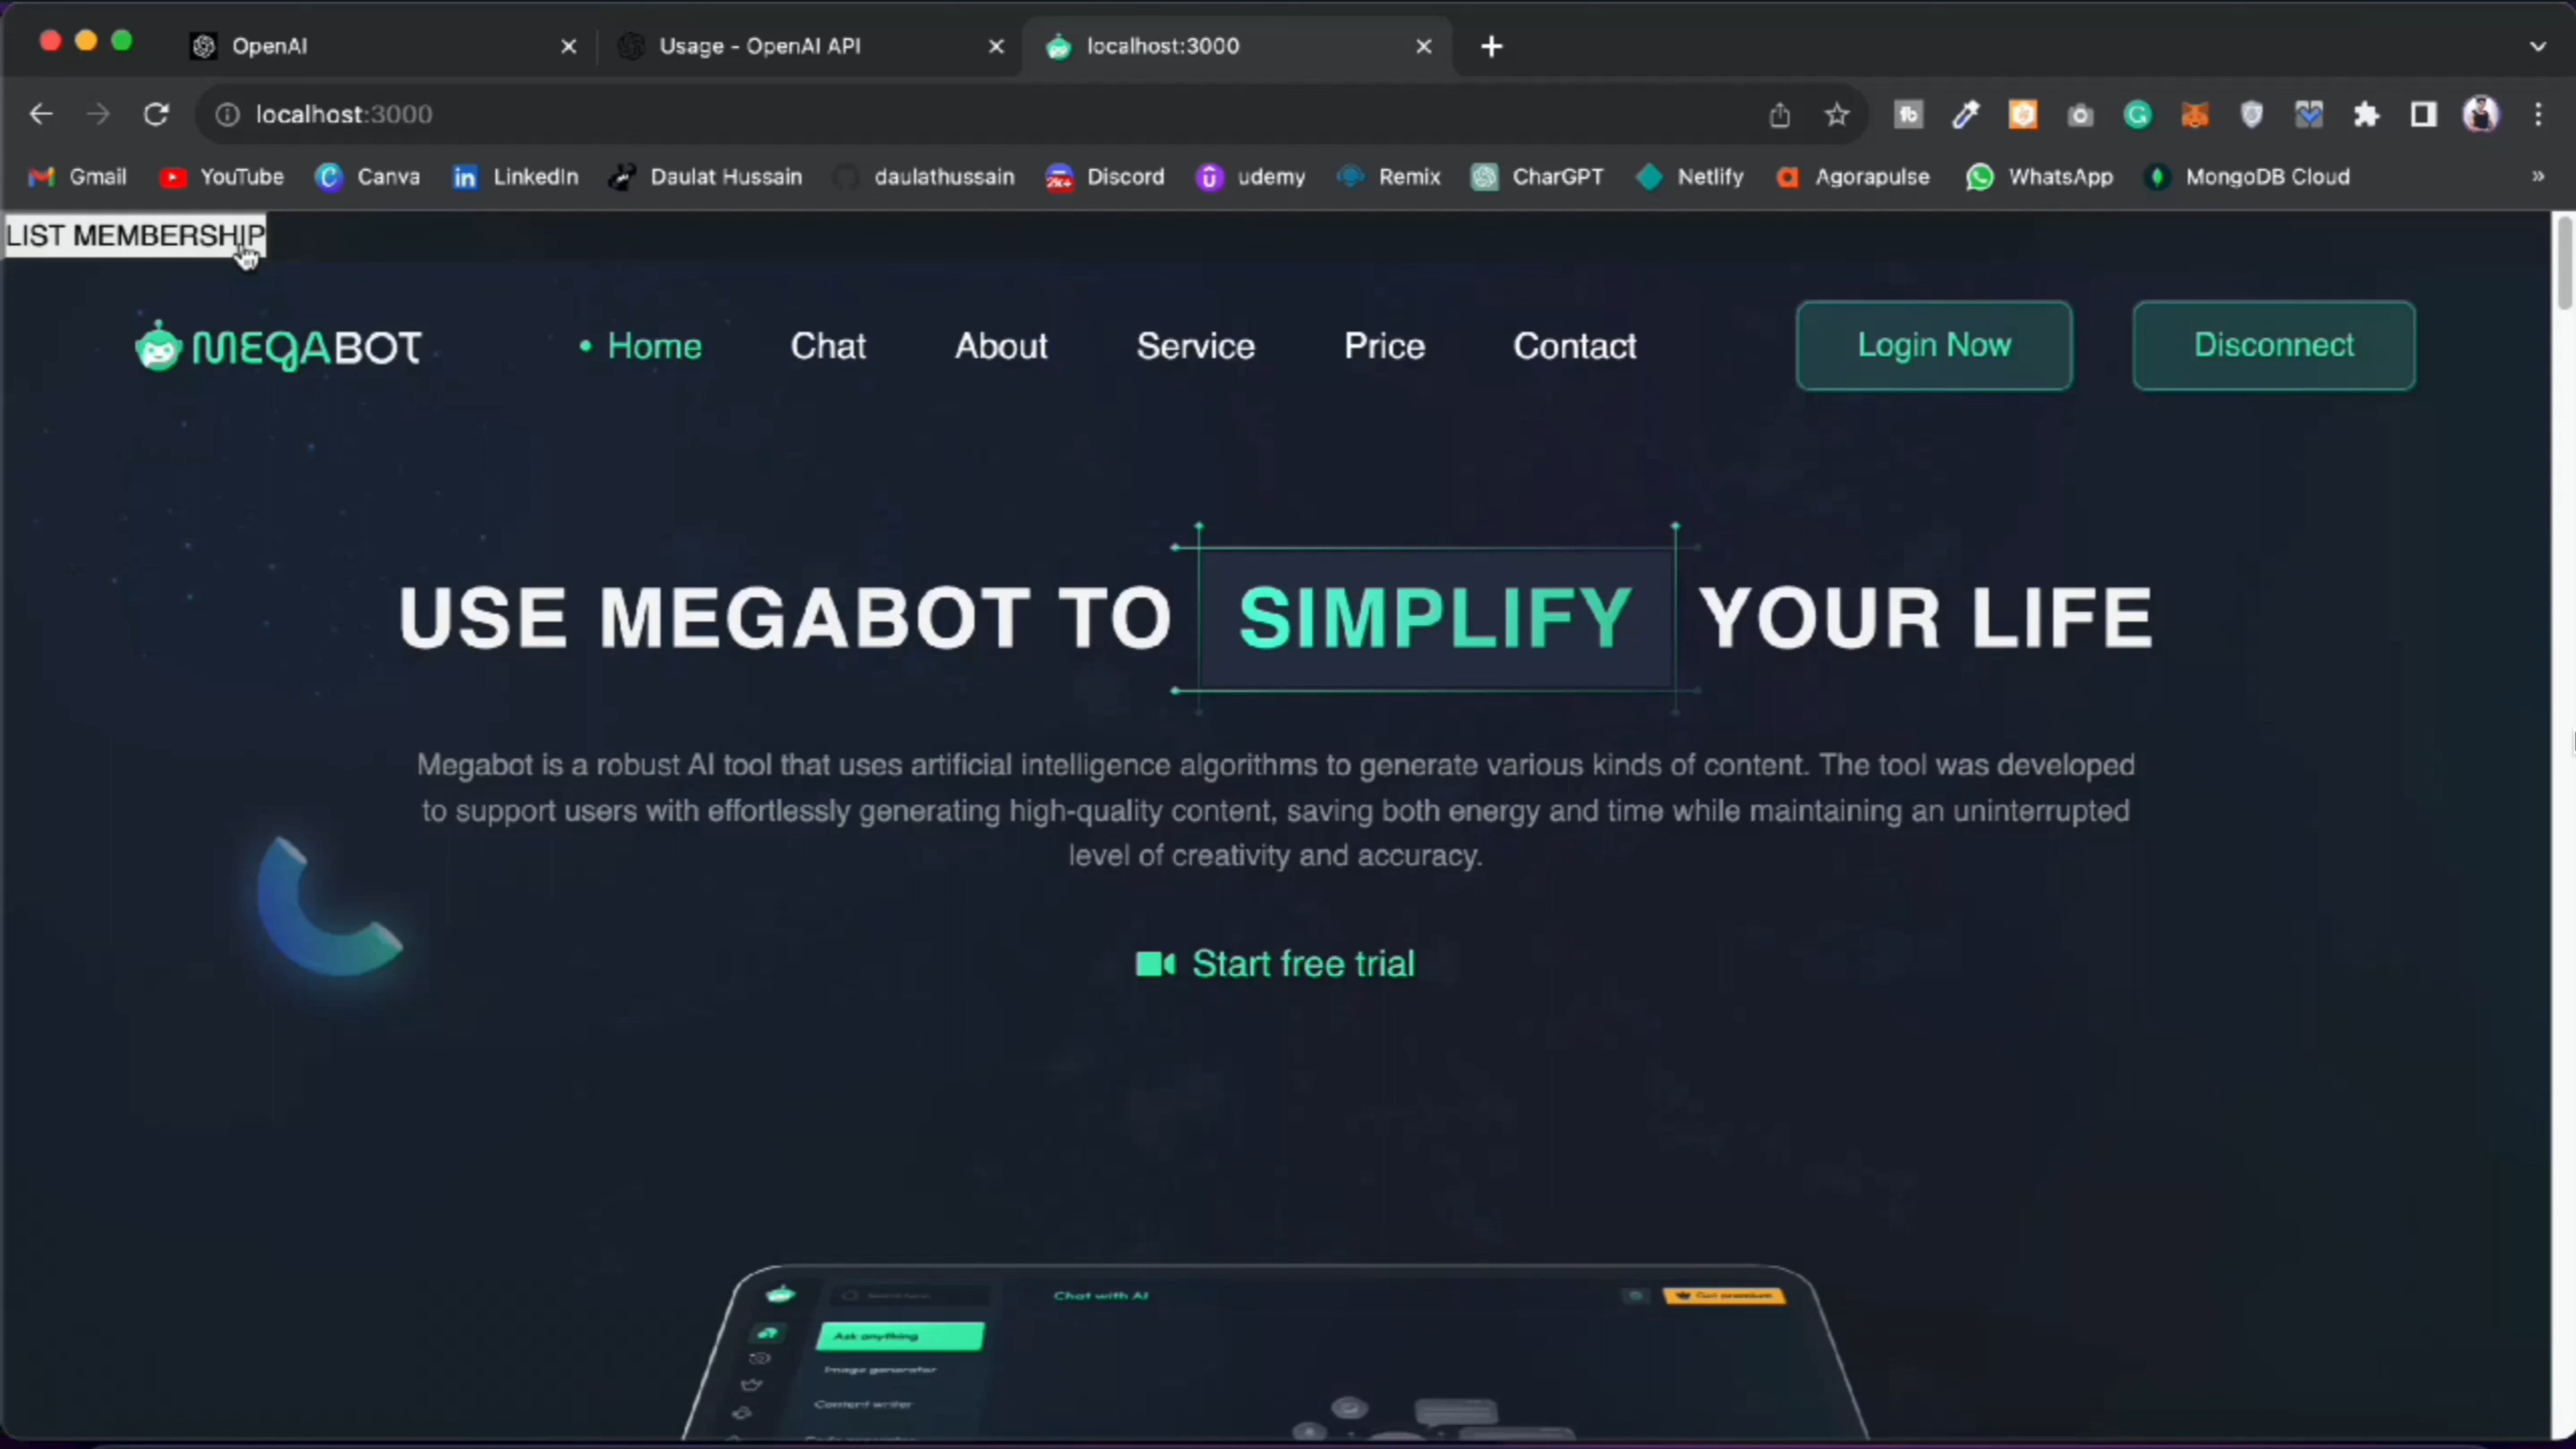 OpenAI
Usage - OpenAI API
localhost:3000
localhost:3000
Gmail
YouTube
Canva
LinkedIn
Daulat Hussain
daulathussain
Discord
udemy
Remix
CharGPT
Netlify
Agorapulse
WhatsApp
MongoDB Cloud
LIST MEMBERSHIP
MEGABOT
Home
Chat
About
Service
Price
Contact
Login Now
Disconnect
USE MEGABOT TO SIMPLIFY YOUR LIFE
Megabot is a robust AI tool that uses artificial intelligence algorithms to generate various kinds of content. The tool was developed
to support users with effortlessly generating high-quality content, saving both energy and time while maintaining an uninterrupted
level of creativity and accuracy.
Start free trial
Chat with AI
Get premium
Ask anything
Image generator
Content writer